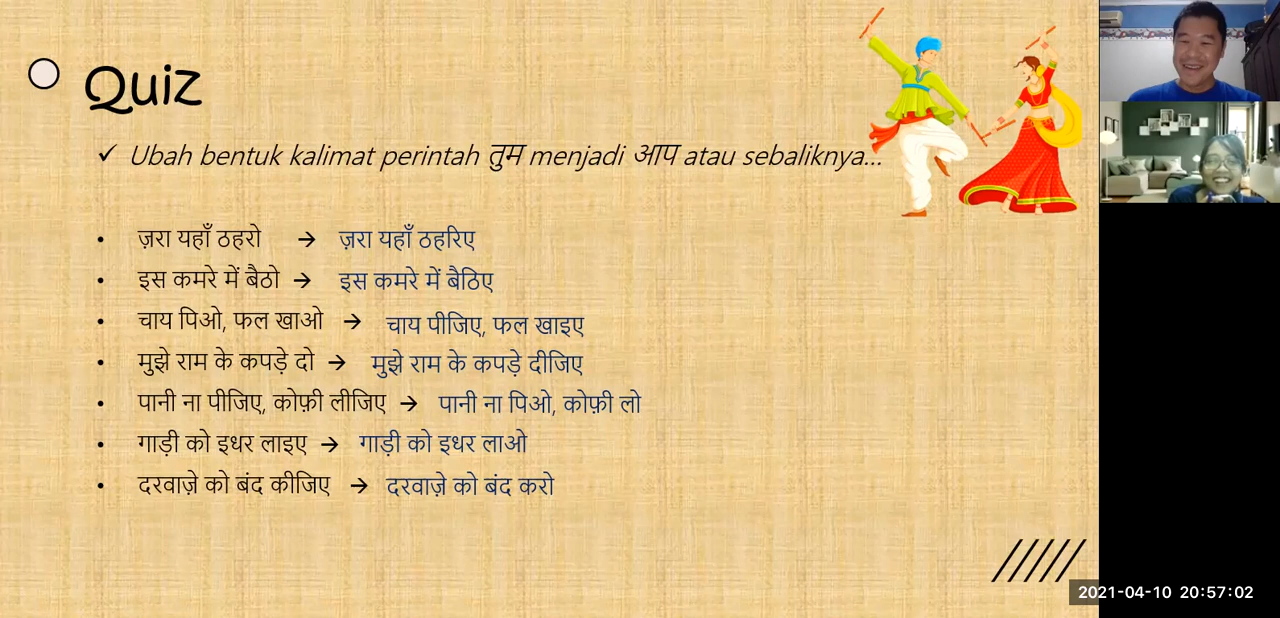 Quiz
✓ Ubah bentuk kalimat perintah तुम menjadi आप atau sebaliknya...
• ज़रा यहाँ ठहरो → ज़रा यहाँ ठहरिए
• इस कमरे में बैठो → इस कमरे में बैठिए
• चाय पिओ, फल खाओ → चाय पीजिए, फल खाइए
• मुझे राम के कपड़े दो → मुझे राम के कपड़े दीजिए
• पानी ना पीजिए, कोफ़ी लीजिए → पानी ना पिओ, कोफ़ी लो
• गाड़ी को इधर लाइए → गाड़ी को इधर लाओ
• दरवाज़े को बंद कीजिए → दरवाज़े को बंद करो
2021-04-10 20:57:02